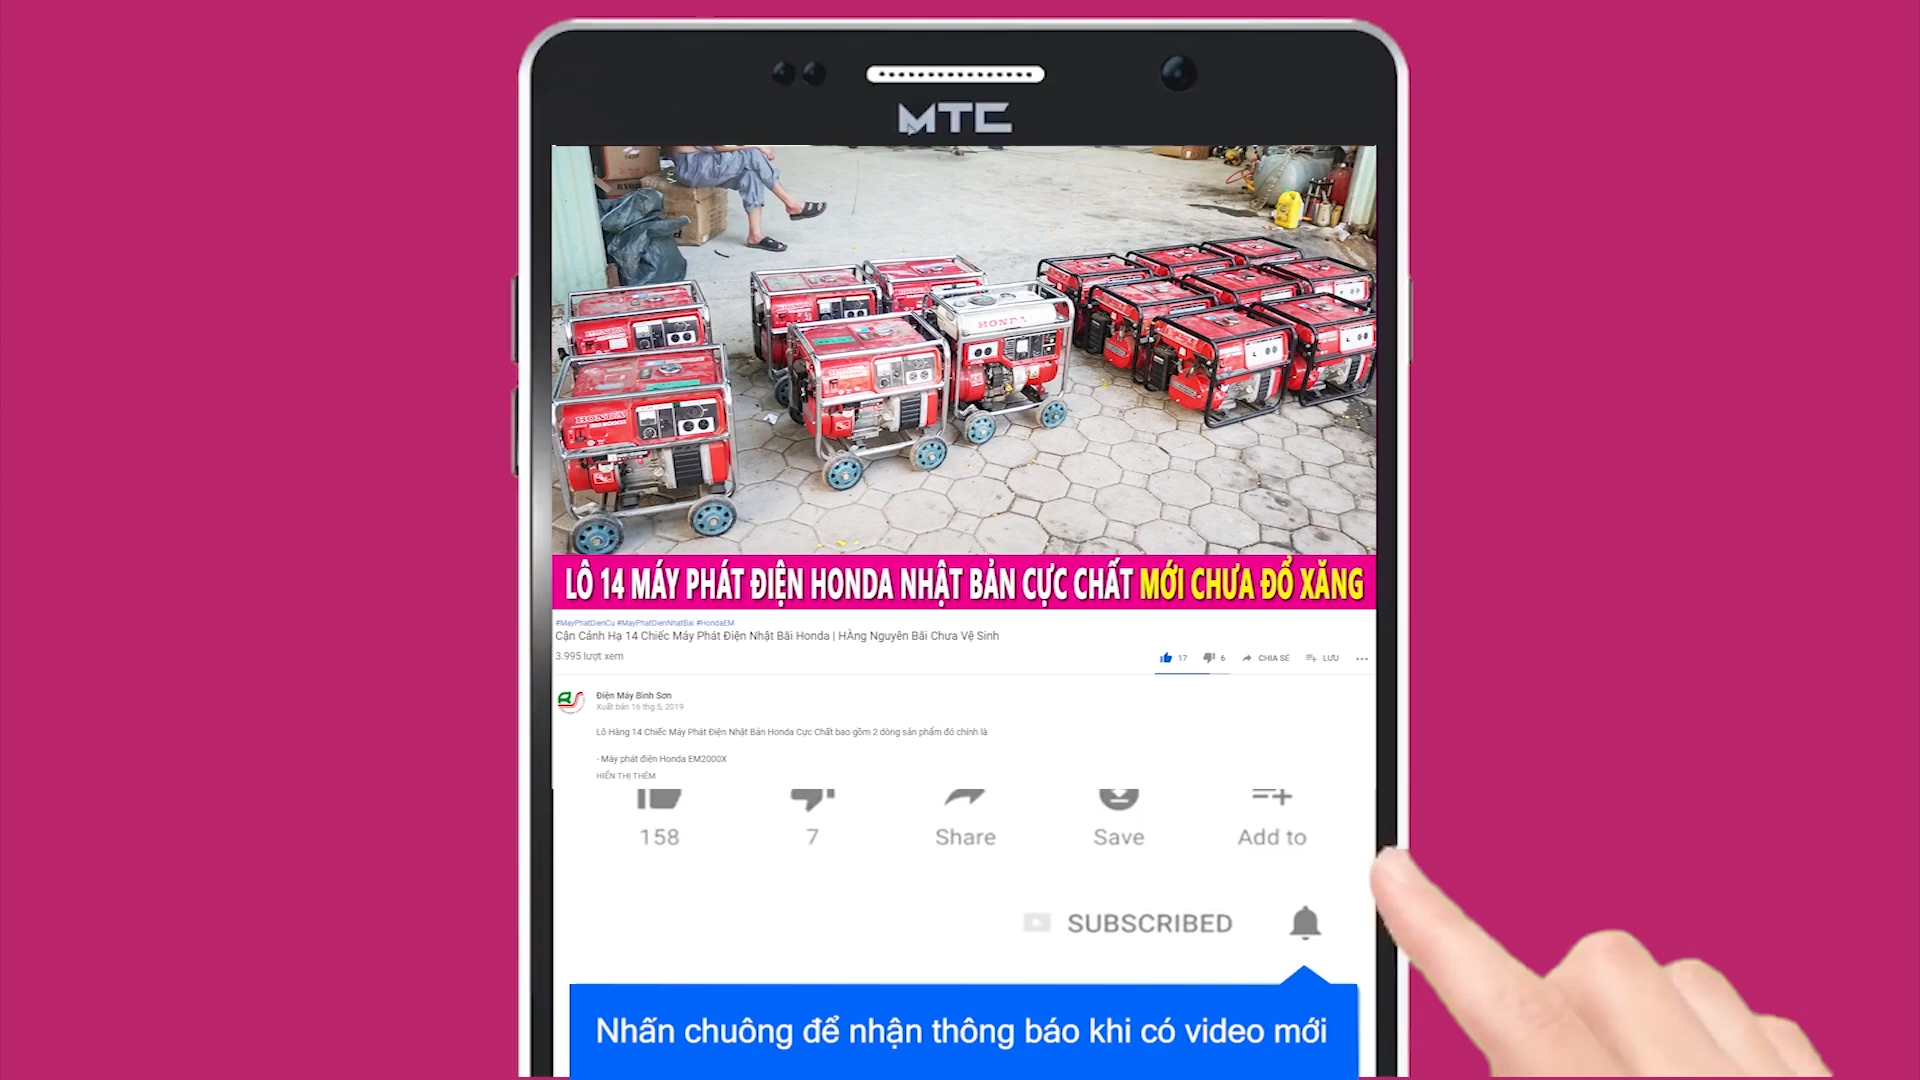 MTC
HONDA
HONDA
LÔ 14 MÁY PHÁT ĐIỆN HONDA NHẬT BẢN CỰC CHẤT MỚI CHƯA ĐỔ XĂNG
#MayPhatDienCu #MayPhatDienNhatBai #HondaEM
Cận Cảnh Hạ 14 Chiếc Máy Phát Điện Nhật Bãi Honda | HÀng Nguyên Bãi Chưa Vệ Sinh
3.995 lượt xem
17 6 CHIA SẺ LƯU
Điện Máy Bình Sơn
Xuất bản 16 thg 5, 2019
Lô Hàng 14 Chiếc Máy Phát Điện Nhật Bản Honda Cực Chất bao gồm 2 dòng sản phẩm đó chính là
- Máy phát điện Honda EM2000X
HIỂN THỊ THÊM
158 7 Share Save Add to
SUBSCRIBED
Nhấn chuông để nhận thông báo khi có video mới